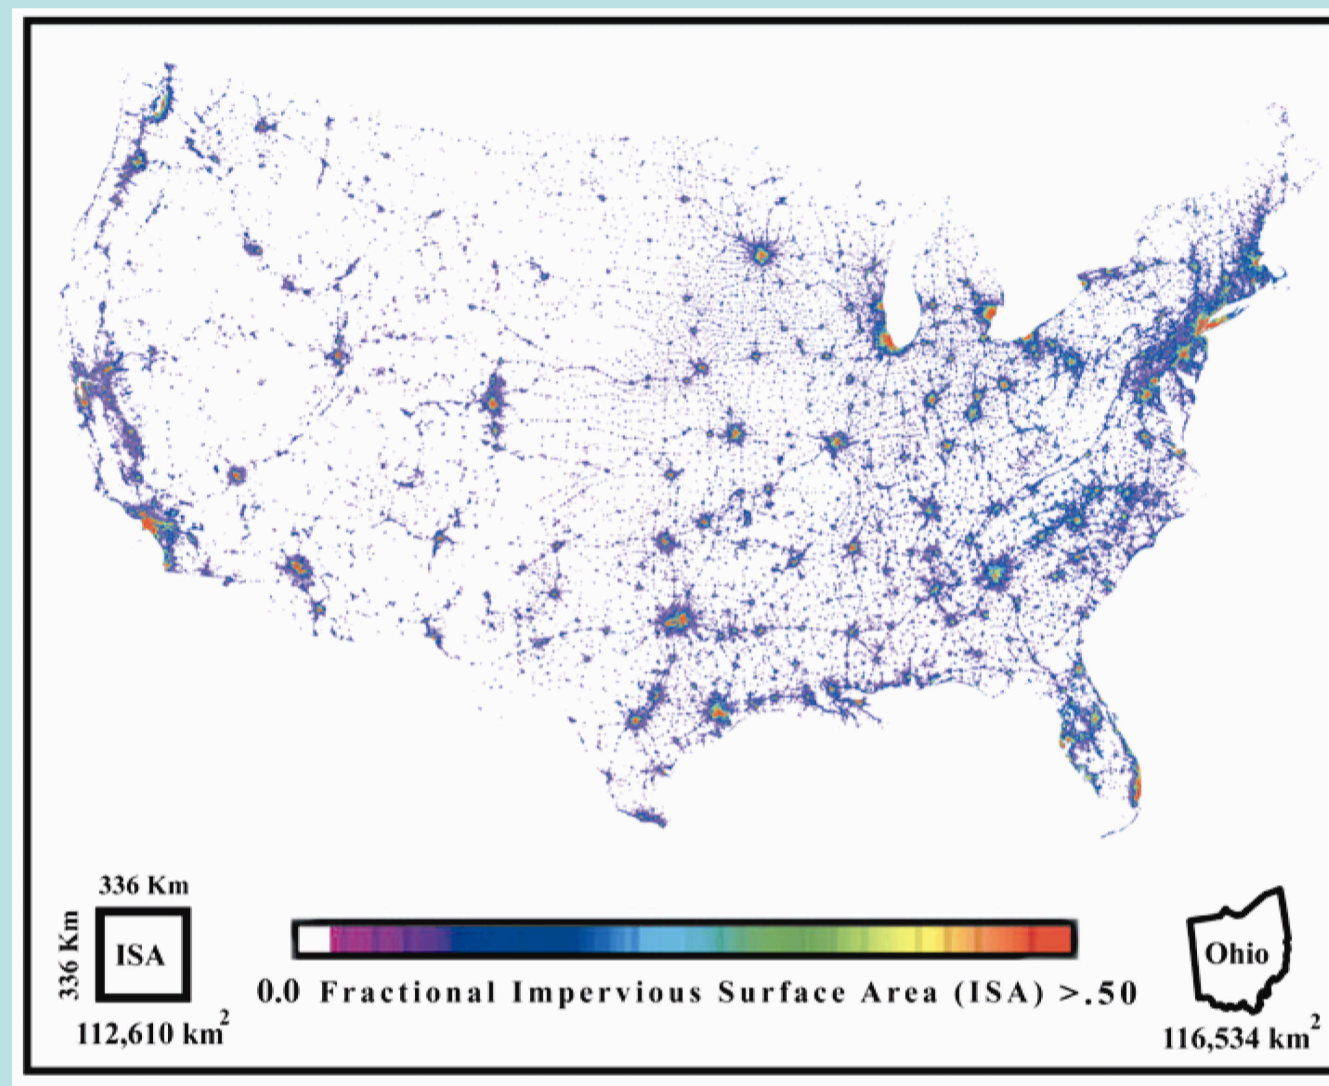 336 Km
336 Km
ISA
112,610 km²
0.0 Fractional Impervious Surface Area (ISA) >.50
Ohio
116,534 km²